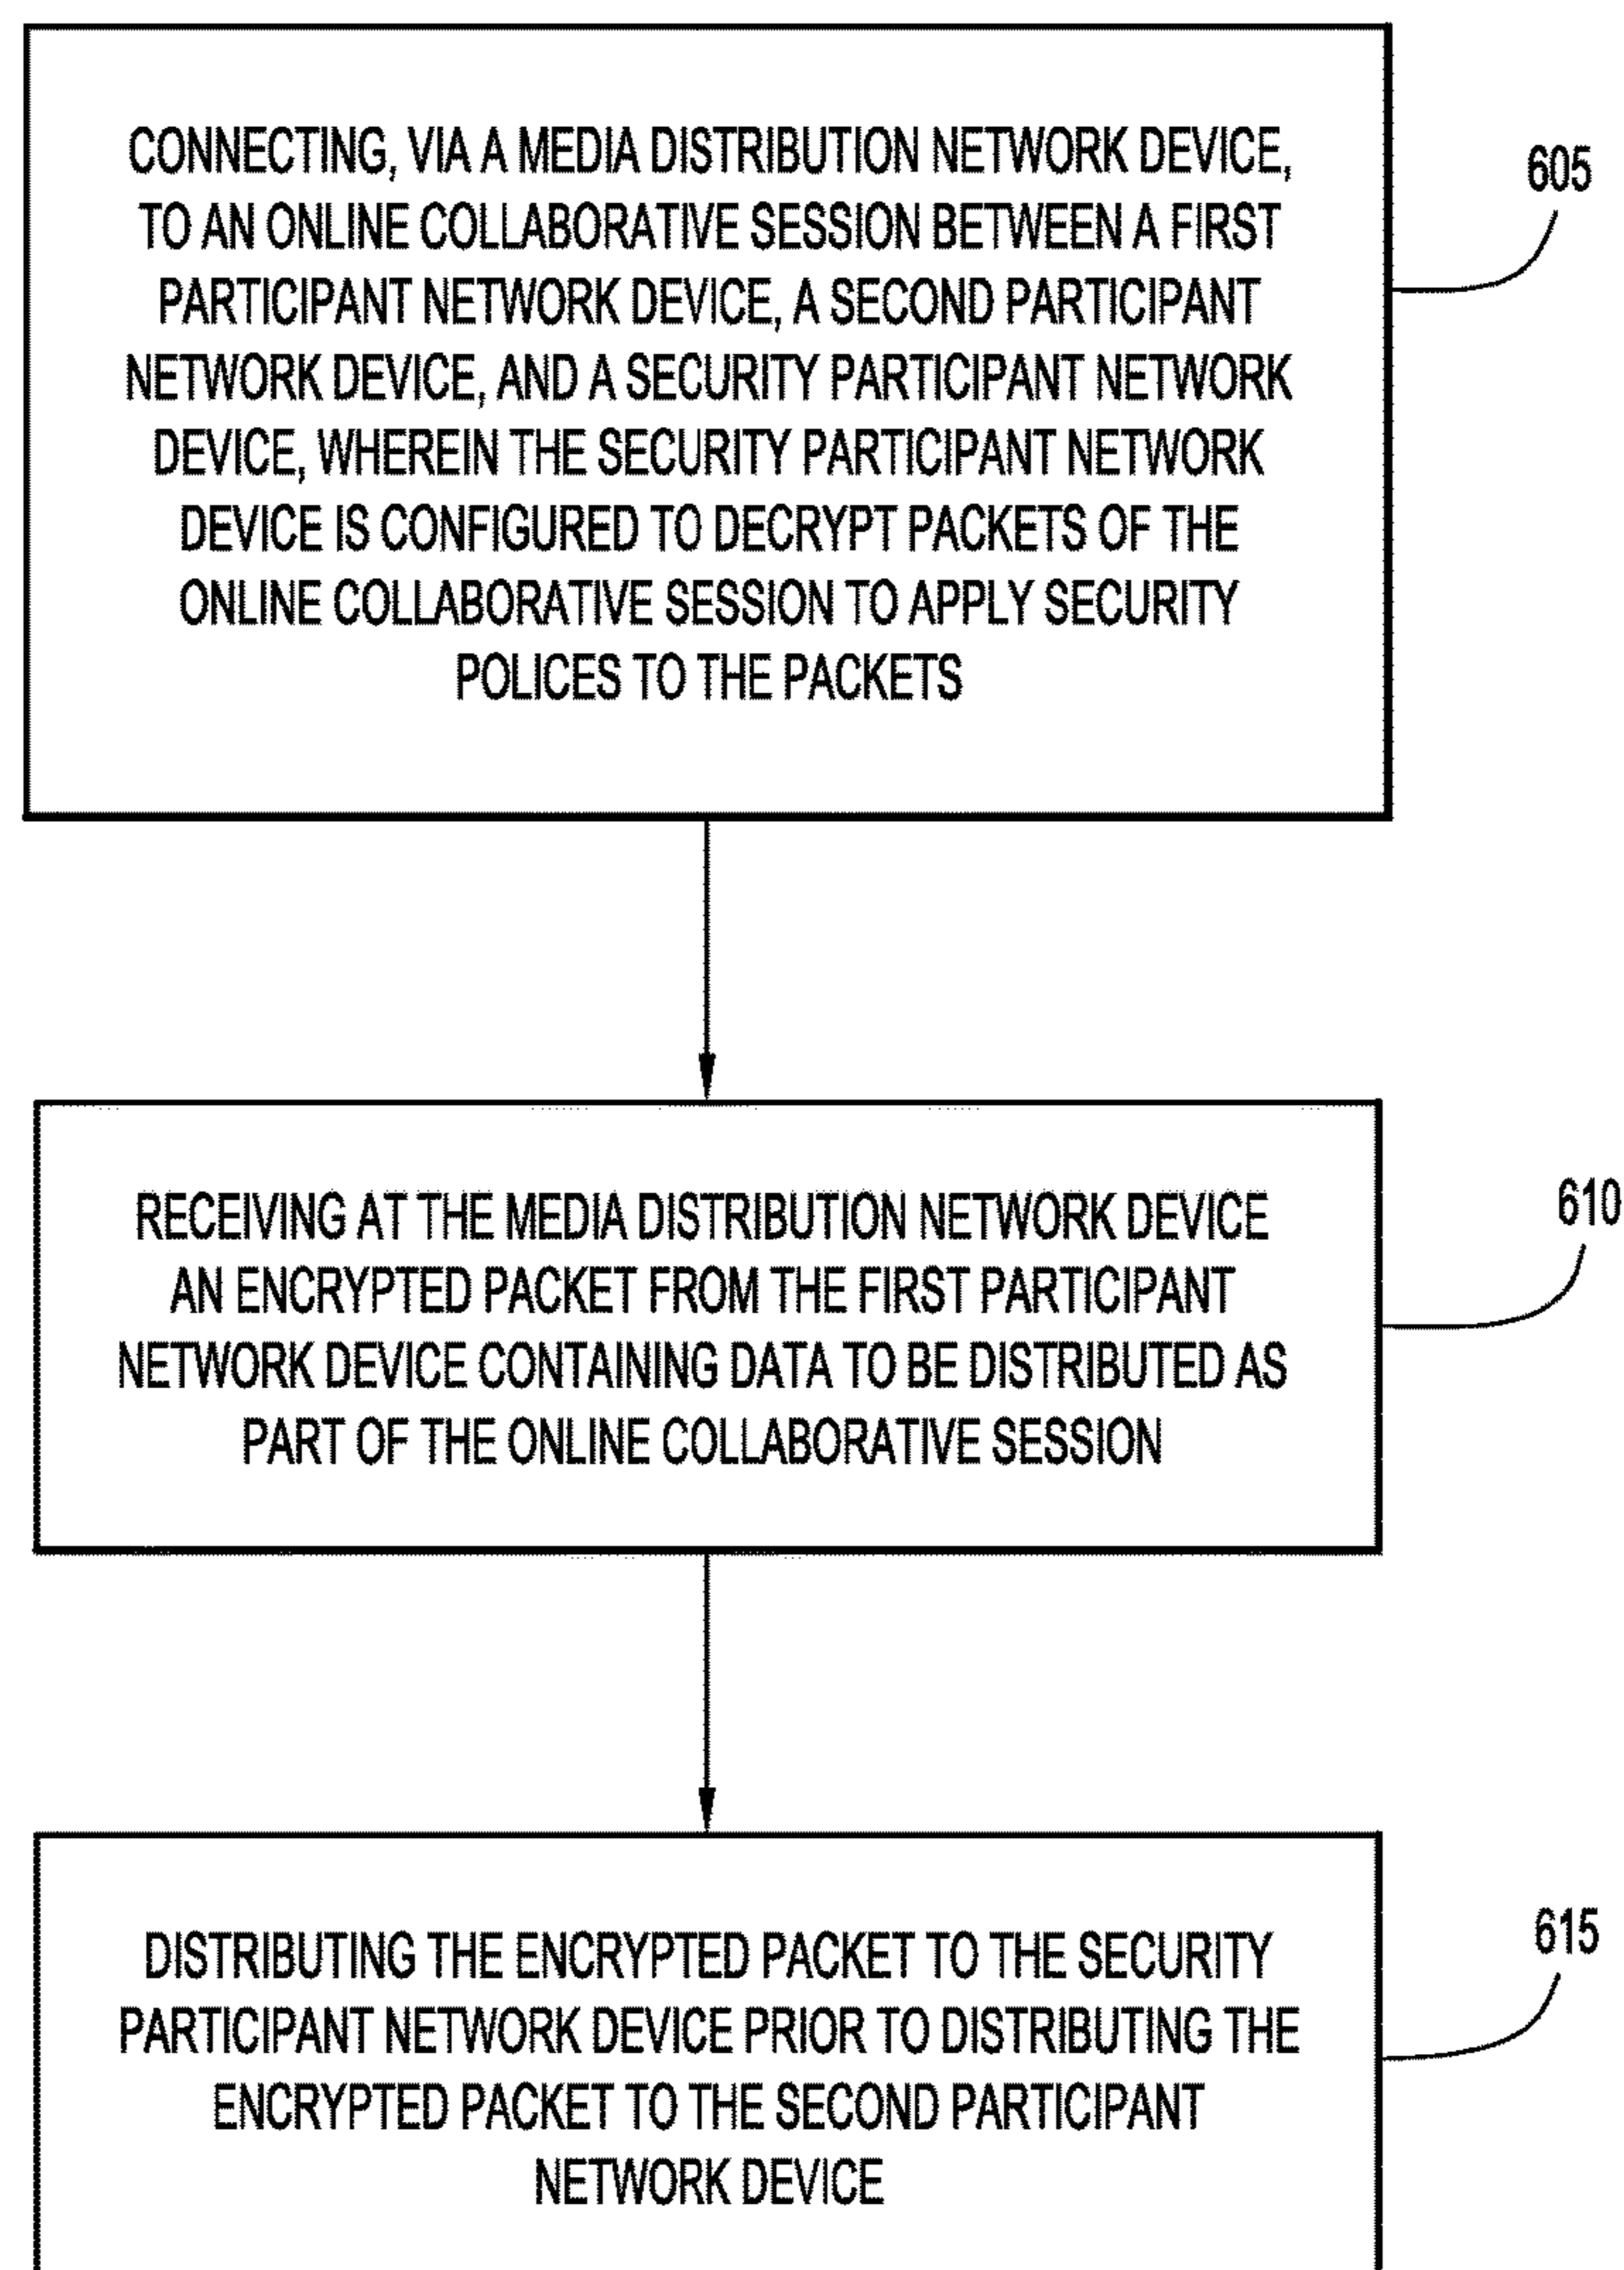 CONNECTING, VIA A MEDIA DISTRIBUTION NETWORK DEVICE,
TO AN ONLINE COLLABORATIVE SESSION BETWEEN A FIRST
PARTICIPANT NETWORK DEVICE, A SECOND PARTICIPANT
NETWORK DEVICE, AND A SECURITY PARTICIPANT NETWORK
DEVICE, WHEREIN THE SECURITY PARTICIPANT NETWORK
DEVICE IS CONFIGURED TO DECRYPT PACKETS OF THE
ONLINE COLLABORATIVE SESSION TO APPLY SECURITY
POLICES TO THE PACKETS
605
RECEIVING AT THE MEDIA DISTRIBUTION NETWORK DEVICE
AN ENCRYPTED PACKET FROM THE FIRST PARTICIPANT
NETWORK DEVICE CONTAINING DATA TO BE DISTRIBUTED AS
PART OF THE ONLINE COLLABORATIVE SESSION
610
DISTRIBUTING THE ENCRYPTED PACKET TO THE SECURITY
PARTICIPANT NETWORK DEVICE PRIOR TO DISTRIBUTING THE
ENCRYPTED PACKET TO THE SECOND PARTICIPANT
NETWORK DEVICE
615